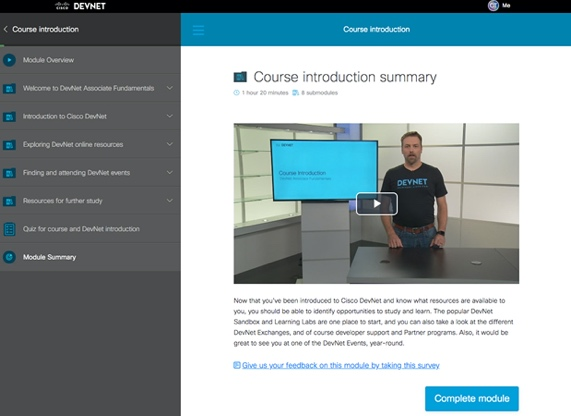 CISCO DEVNET
Me
Course introduction
Course introduction
Module Overview
Welcome to DevNet Associate Fundamentals
Introduction to Cisco DevNet
Exploring DevNet online resources
Finding and attending DevNet events
Resources for further study
Quiz for course and DevNet introduction
Module Summary
Course introduction summary
1 hour 20 minutes 8 submodules
DEVNET
Course Introduction
DEVNET
Now that you've been introduced to Cisco DevNet and know what resources are available to
you, you should be able to identify opportunities to study and learn. The popular DevNet
Sandbox and Learning Labs are one place to start, and you can also take a look at the different
DevNet Exchanges, and of course developer support and Partner programs. Also, it would be
great to see you at one of the DevNet Events, year-round.
Give us your feedback on this module by taking this survey
Complete module